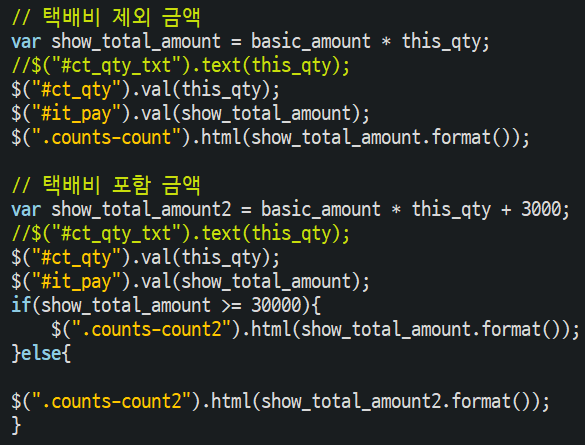 // 택배비 제외 금액
var show_total_amount = basic_amount * this_qty;
//$("#ct_qty_txt").text(this_qty);
$("#ct_qty").val(this_qty);
$("#it_pay").val(show_total_amount);
$(".counts-count").html(show_total_amount.format());

// 택배비 포함 금액
var show_total_amount2 = basic_amount * this_qty + 3000;
//$("#ct_qty_txt").text(this_qty);
$("#ct_qty").val(this_qty);
$("#it_pay").val(show_total_amount);
if(show_total_amount >= 30000){
    $(".counts-count2").html(show_total_amount.format());
}else{

$(".counts-count2").html(show_total_amount2.format());
}